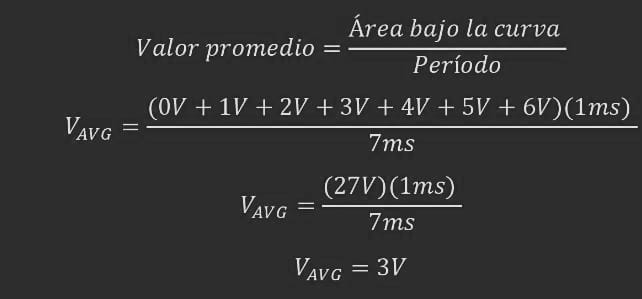 Valor promedio = Área bajo la curva / Período
V_AVG = (0V + 1V + 2V + 3V + 4V + 5V + 6V)(1ms) / 7ms
V_AVG = (27V)(1ms) / 7ms
V_AVG = 3V